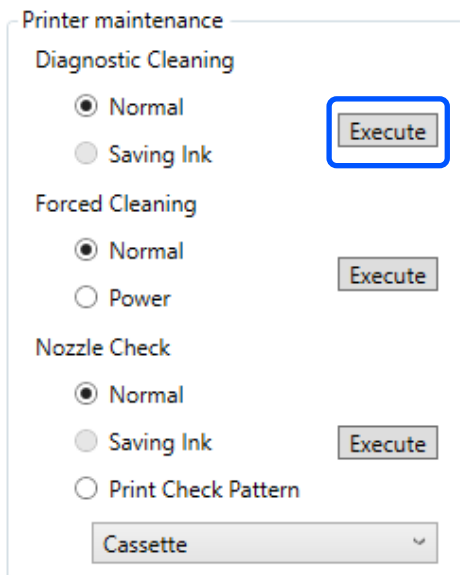 Printer maintenance
Diagnostic Cleaning
Normal
Execute
Saving Ink
Forced Cleaning
Normal
Execute
Power
Nozzle Check
Normal
Saving Ink
Execute
Print Check Pattern
Cassette